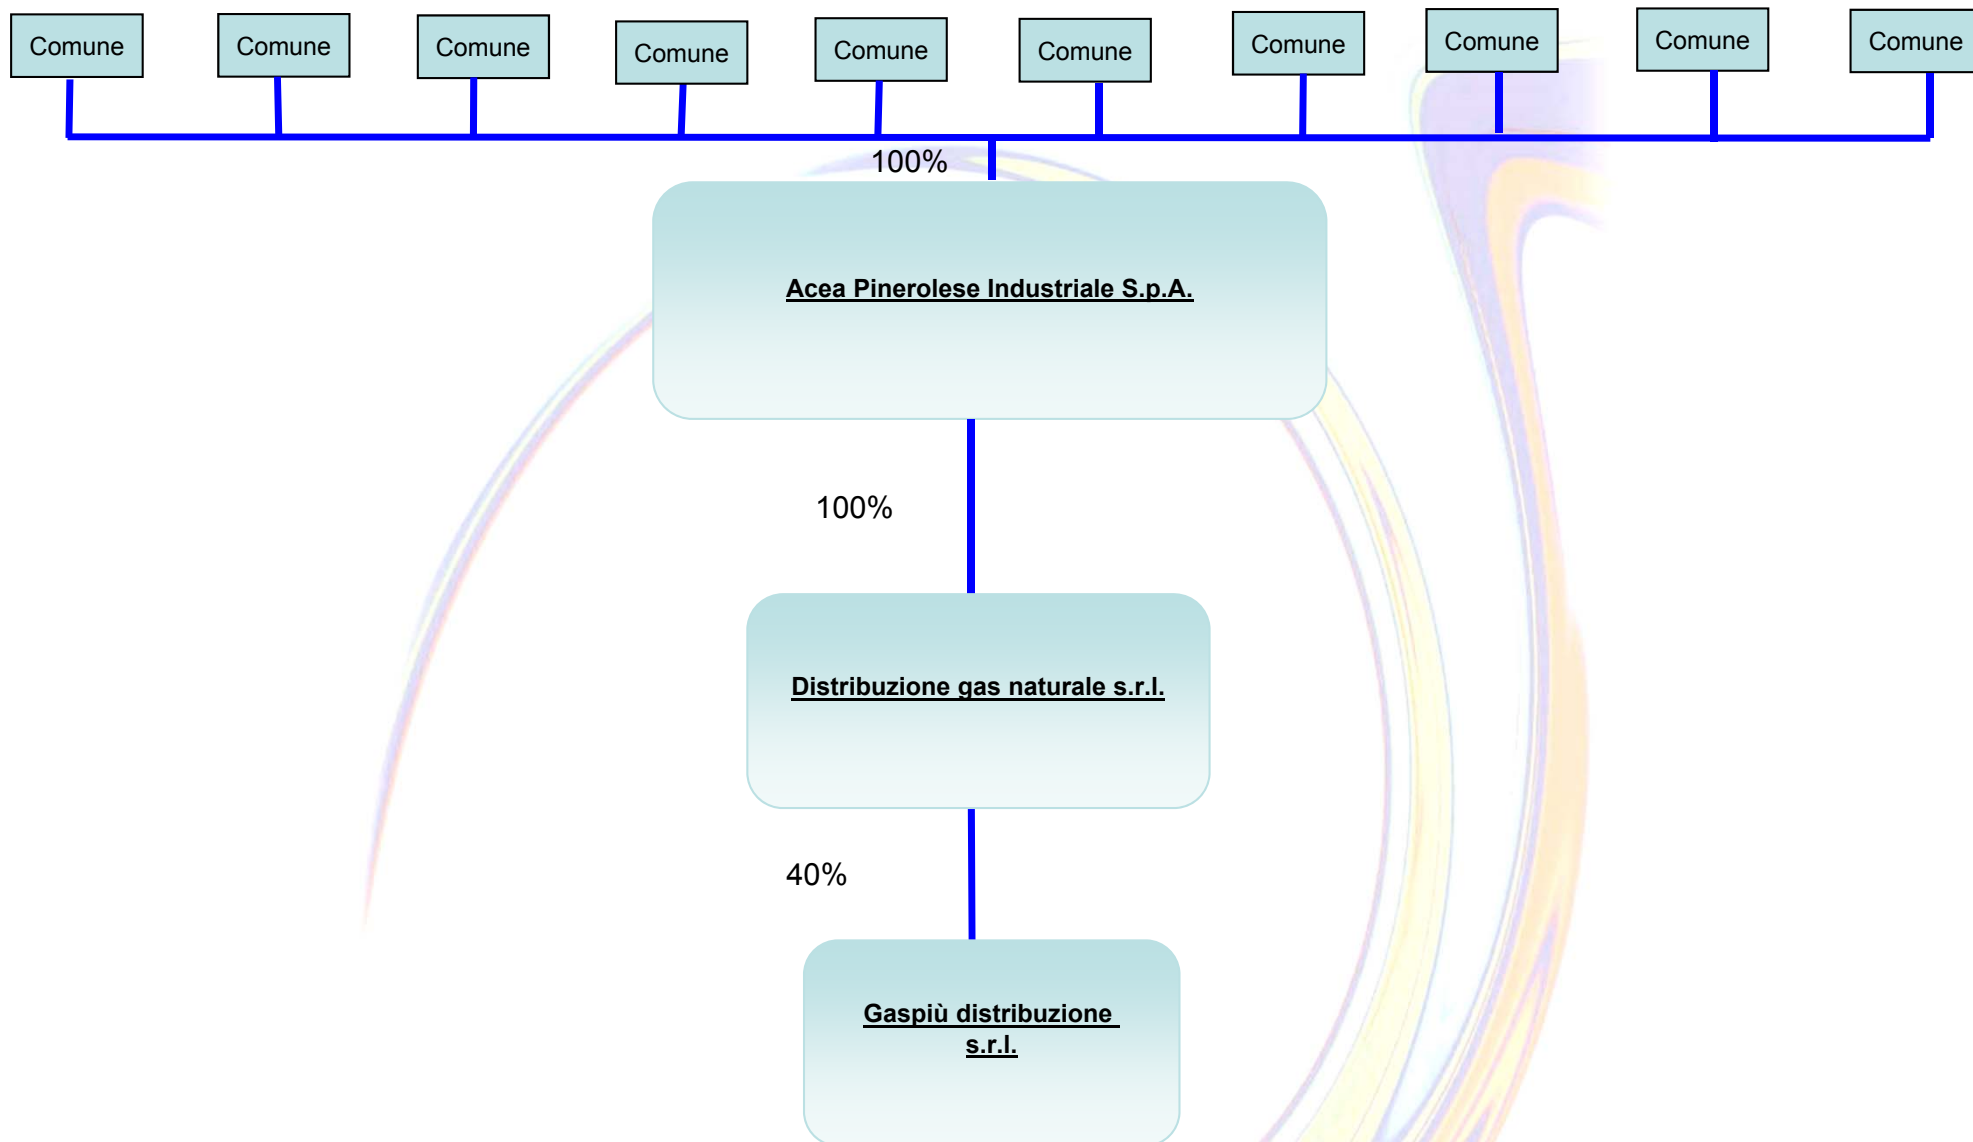 Comune
Comune
Comune
Comune
Comune
Comune
Comune
Comune
Comune
Comune
100%
Acea Pinerolese Industriale S.p.A.
100%
Distribuzione gas naturale s.r.l.
40%
Gaspiù distribuzione
s.r.l.